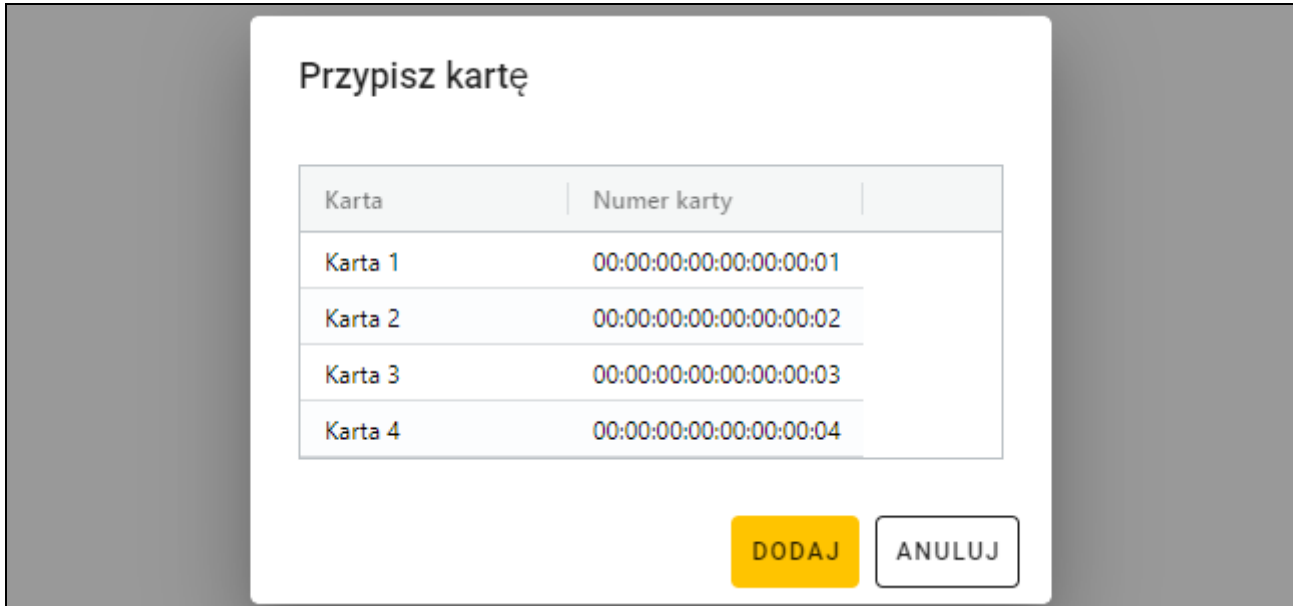 Przypisz kartę
Karta Numer karty
Karta 1 00:00:00:00:00:00:00:01
Karta 2 00:00:00:00:00:00:00:02
Karta 3 00:00:00:00:00:00:00:03
Karta 4 00:00:00:00:00:00:00:04
DODAJ ANULUJ